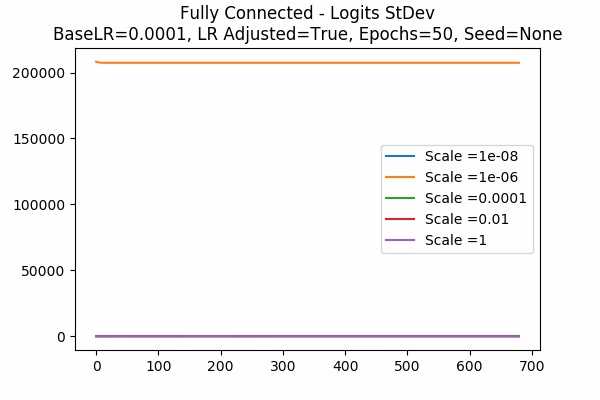 Fully Connected - Logits StDev
BaseLR=0.0001, LR Adjusted=True, Epochs=50, Seed=None
200000
150000
100000
50000
0
Scale =1e-08
Scale =1e-06
Scale =0.0001
Scale =0.01
Scale =1
0 100 200 300 400 500 600 700